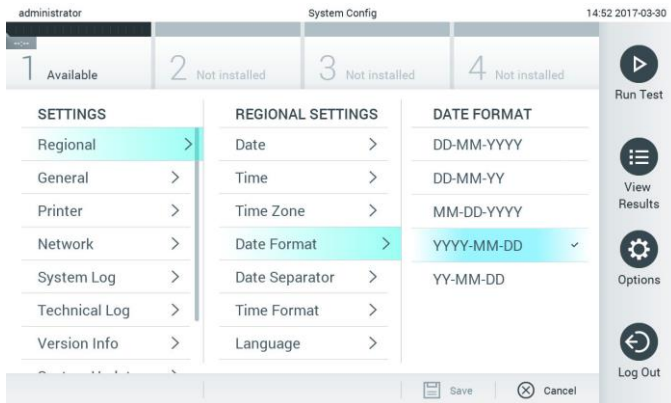 administrator
System Config
14:52 2017-03-30
--:--
1 Available
2 Not installed
3 Not installed
4 Not installed
SETTINGS
Regional
General
Printer
Network
System Log
Technical Log
Version Info
REGIONAL SETTINGS
Date
Time
Time Zone
Date Format
Date Separator
Time Format
Language
DATE FORMAT
DD-MM-YYYY
DD-MM-YY
MM-DD-YYYY
YYYY-MM-DD
YY-MM-DD
Run Test
View
Results
Options
Log Out
Save
Cancel